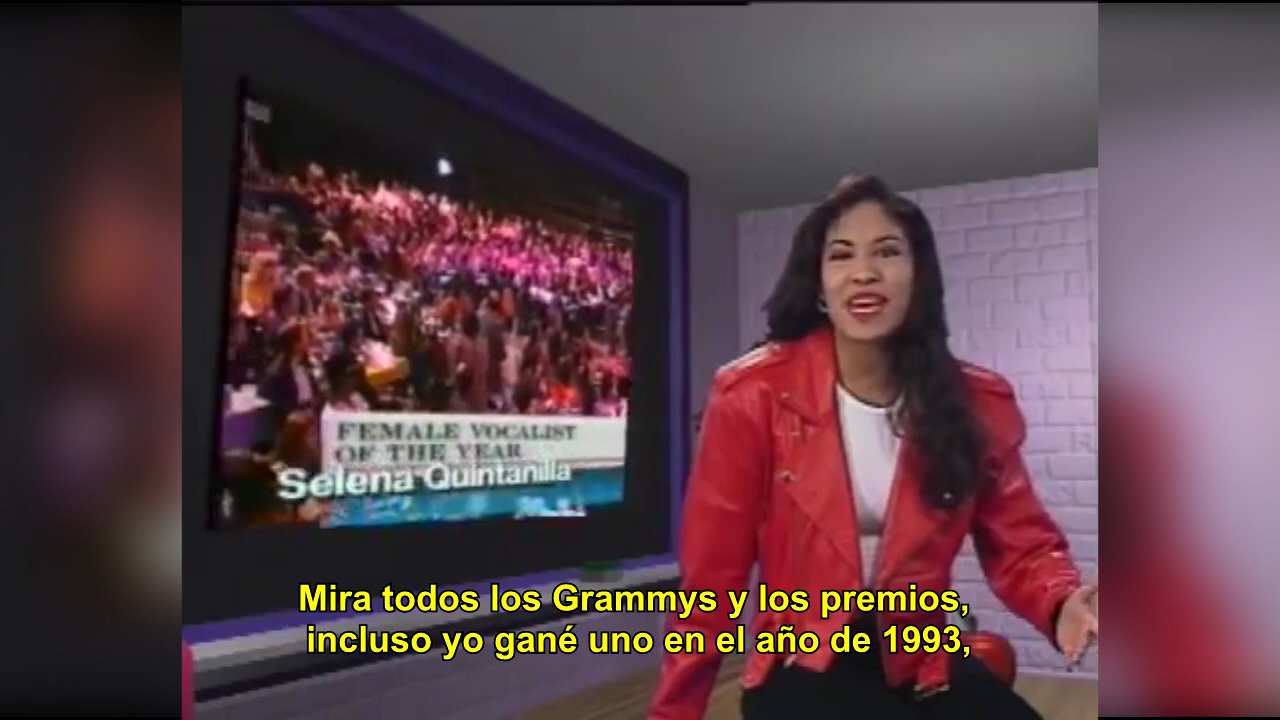 FEMALE VOCALIST
OF THE YEAR
Selena Quintanilla
Mira todos los Grammys y los premios,
incluso yo gané uno en el año de 1993,